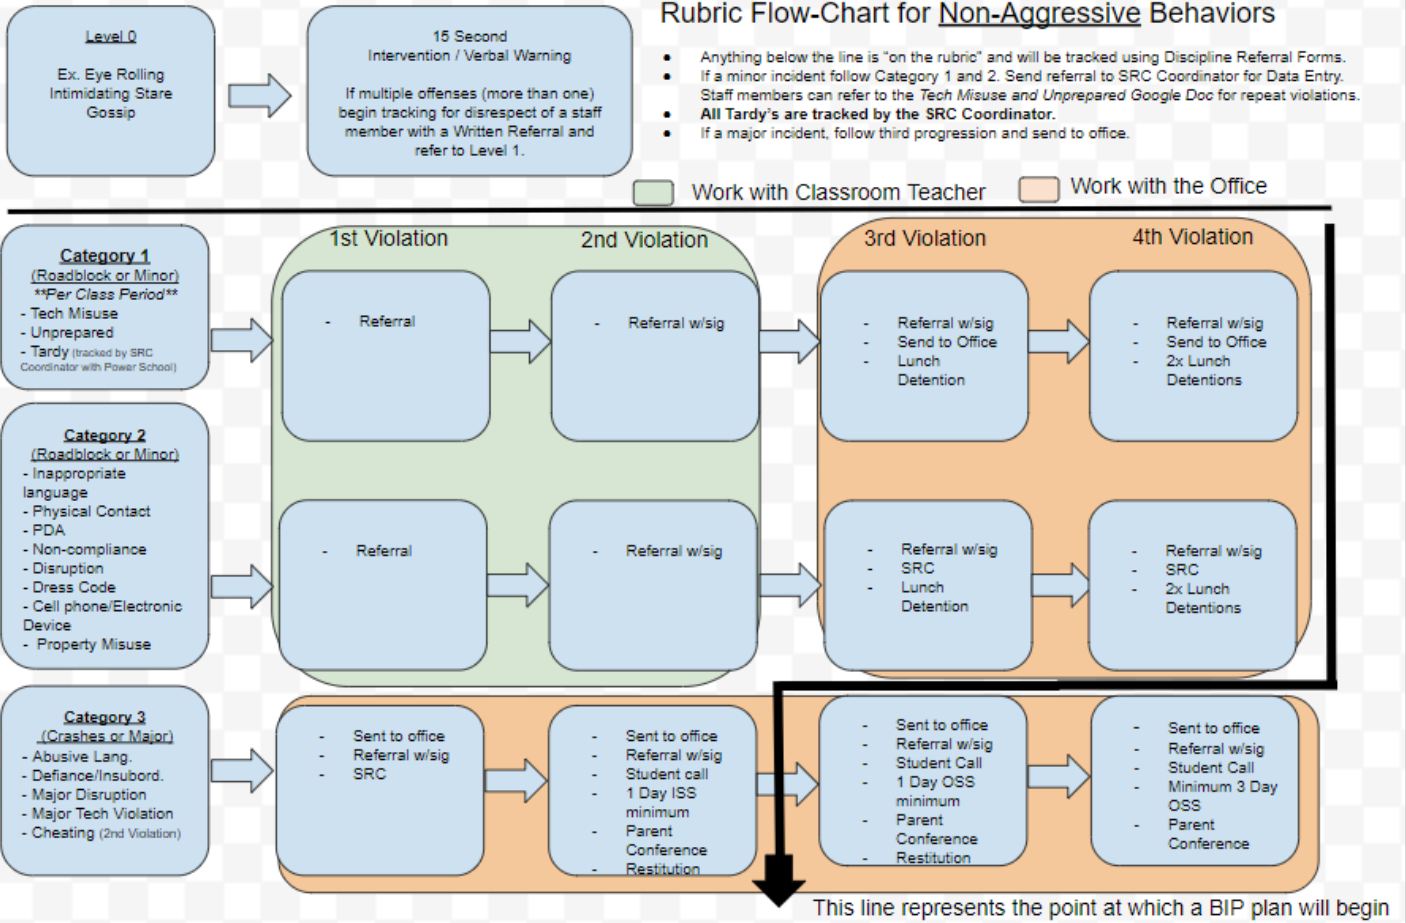 Rubric Flow-Chart for Non-Aggressive Behaviors
Level 0
Ex. Eye Rolling
Intimidating Stare
Gossip
15 Second
Intervention / Verbal Warning
If multiple offenses (more than one)
begin tracking for disrespect of a staff
member with a Written Referral and
refer to Level 1.
● Anything below the line is "on the rubric" and will be tracked using Discipline Referral Forms.
● If a minor incident follow Category 1 and 2. Send referral to SRC Coordinator for Data Entry.
Staff members can refer to the Tech Misuse and Unprepared Google Doc for repeat violations.
● All Tardy's are tracked by the SRC Coordinator.
● If a major incident, follow third progression and send to office.
Work with Classroom Teacher
Work with the Office
1st Violation
2nd Violation
3rd Violation
4th Violation
Category 1
(Roadblock or Minor)
**Per Class Period**
- Tech Misuse
- Unprepared
- Tardy (tracked by SRC
Coordinator with Power School)
- Referral
- Referral w/sig
- Referral w/sig
- Send to Office
- Lunch
Detention
- Referral w/sig
- Send to Office
- 2x Lunch
Detentions
Category 2
(Roadblock or Minor)
- Inappropriate
language
- Physical Contact
- PDA
- Non-compliance
- Disruption
- Dress Code
- Cell phone/Electronic
Device
- Property Misuse
- Referral
- Referral w/sig
- Referral w/sig
- SRC
- Lunch
Detention
- Referral w/sig
- SRC
- 2x Lunch
Detentions
Category 3
(Crashes or Major)
- Abusive Lang.
- Defiance/Insubord.
- Major Disruption
- Major Tech Violation
- Cheating (2nd Violation)
- Sent to office
- Referral w/sig
- SRC
- Sent to office
- Referral w/sig
- Student call
- 1 Day ISS
minimum
- Parent
Conference
- Restitution
- Sent to office
- Referral w/sig
- Student Call
- 1 Day OSS
minimum
- Parent
Conference
- Restitution
- Sent to office
- Referral w/sig
- Student Call
- Minimum 3 Day
OSS
- Parent
Conference
This line represents the point at which a BIP plan will begin